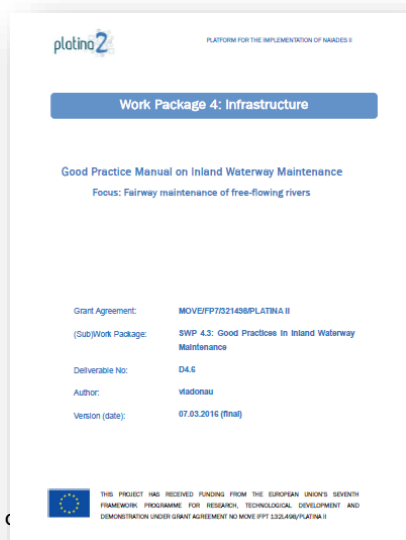 platina 2
PLATFORM FOR THE IMPLEMENTATION OF NAIADES II
Work Package 4: Infrastructure
Good Practice Manual on Inland Waterway Maintenance
Focus: Fairway maintenance of free-flowing rivers
Grant Agreement: MOVE/FP7/321498/PLATINA II
(Sub)Work Package: SWP 4.3: Good Practices in Inland Waterway
Maintenance
Deliverable No: D4.6
Author: viadonau
Version (date): 07.03.2016 (final)
THIS PROJECT HAS RECEIVED FUNDING FROM THE EUROPEAN UNION'S SEVENTH
FRAMEWORK PROGRAMME FOR RESEARCH, TECHNOLOGICAL DEVELOPMENT AND
DEMONSTRATION UNDER GRANT AGREEMENT NO MOVE/FP7 /PLATINA II